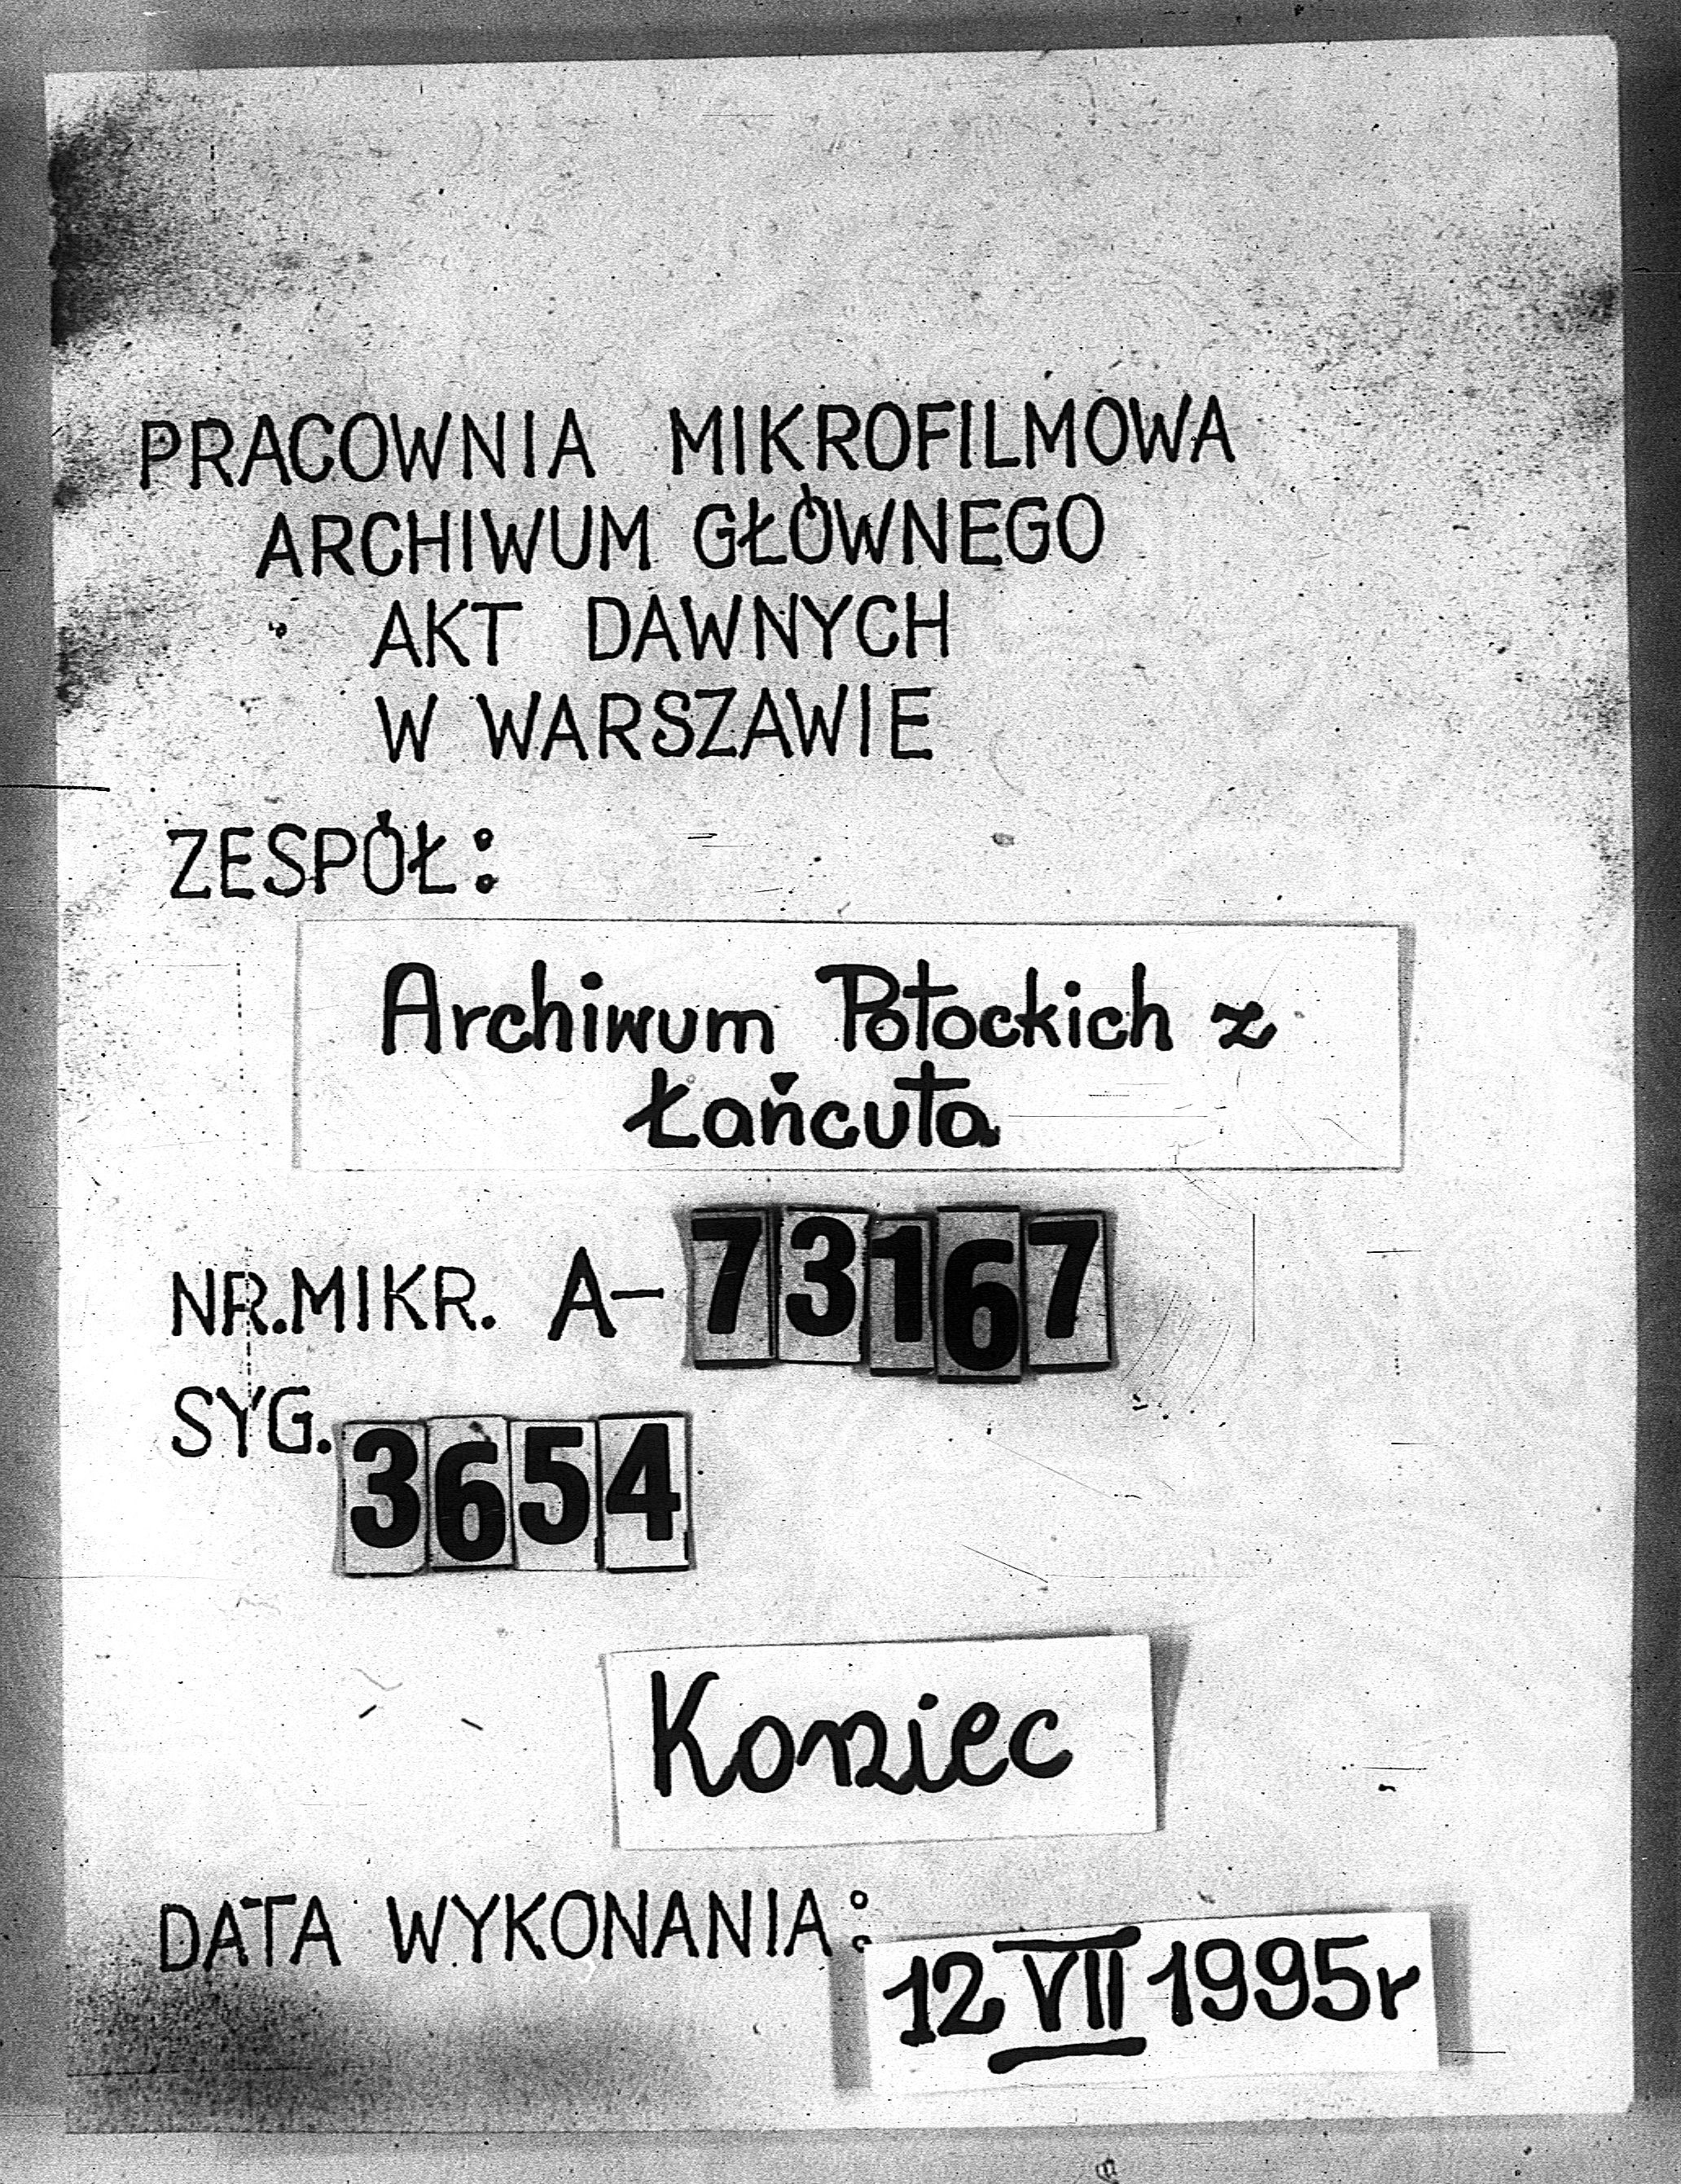 PRACOWNIA MIKROFILMOWA
ARCHIWUM GŁÓWNEGO
AKT DAWNYCH
W WARSZAWIE
ZESPÓŁ:
Archiwum Potockich z
Łańcuta
NR.MIKR. A-73167
SYG. 3654
Koniec
DATA WYKONANIA: 12 VII 1995r